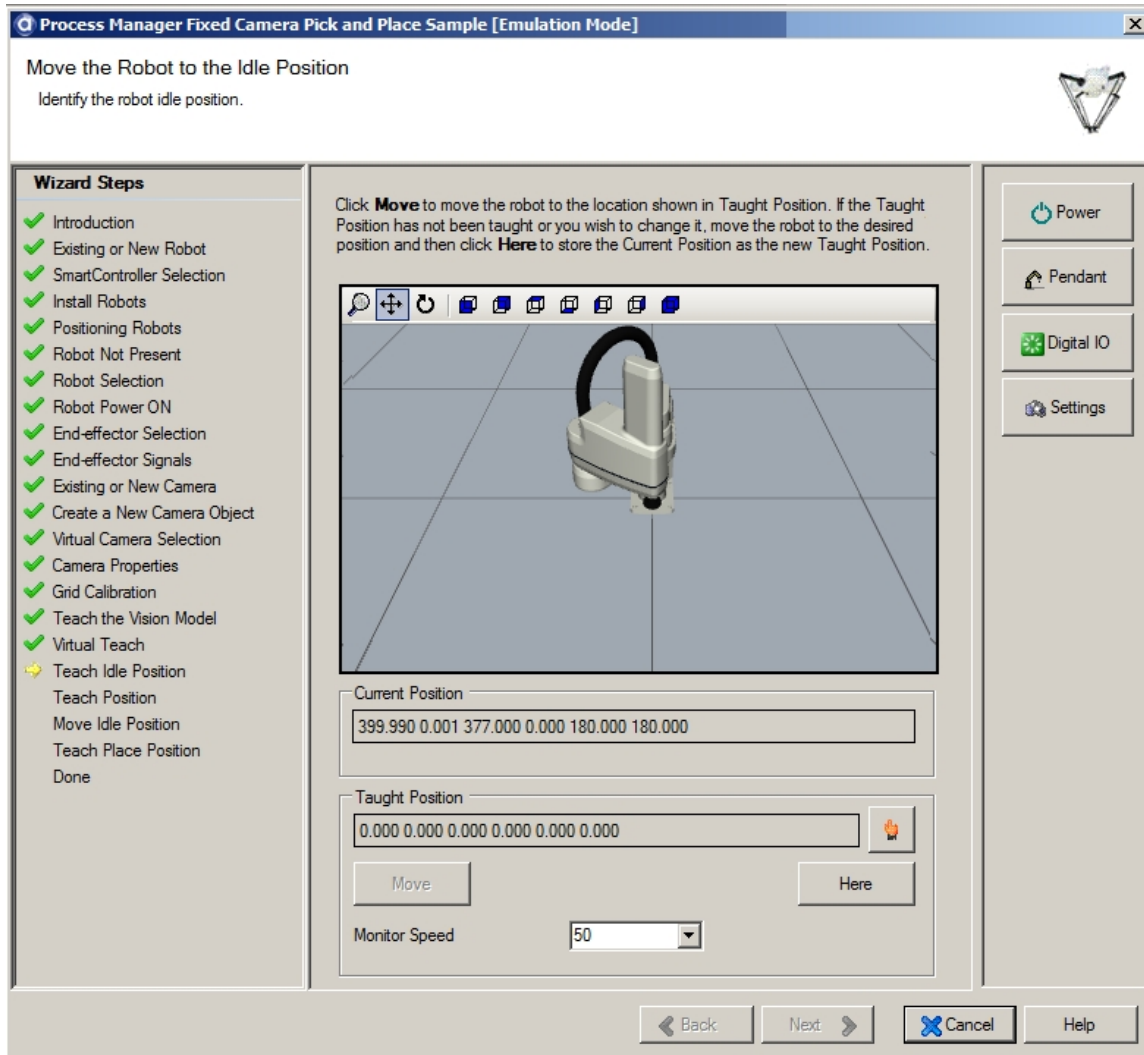 Process Manager Fixed Camera Pick and Place Sample [Emulation Mode]
Move the Robot to the Idle Position
Identify the robot idle position.
Wizard Steps
Introduction
Existing or New Robot
SmartController Selection
Install Robots
Positioning Robots
Robot Not Present
Robot Selection
Robot Power ON
End-effector Selection
End-effector Signals
Existing or New Camera
Create a New Camera Object
Virtual Camera Selection
Camera Properties
Grid Calibration
Teach the Vision Model
Virtual Teach
Teach Idle Position
Teach Position
Move Idle Position
Teach Place Position
Done
Click Move to move the robot to the location shown in Taught Position. If the Taught
Position has not been taught or you wish to change it, move the robot to the desired
position and then click Here to store the Current Position as the new Taught Position.
Current Position
399.990 0.001 377.000 0.000 180.000 180.000
Taught Position
0.000 0.000 0.000 0.000 0.000 0.000
Move
Here
Monitor Speed
50
Power
Pendant
Digital IO
Settings
Back
Next
Cancel
Help